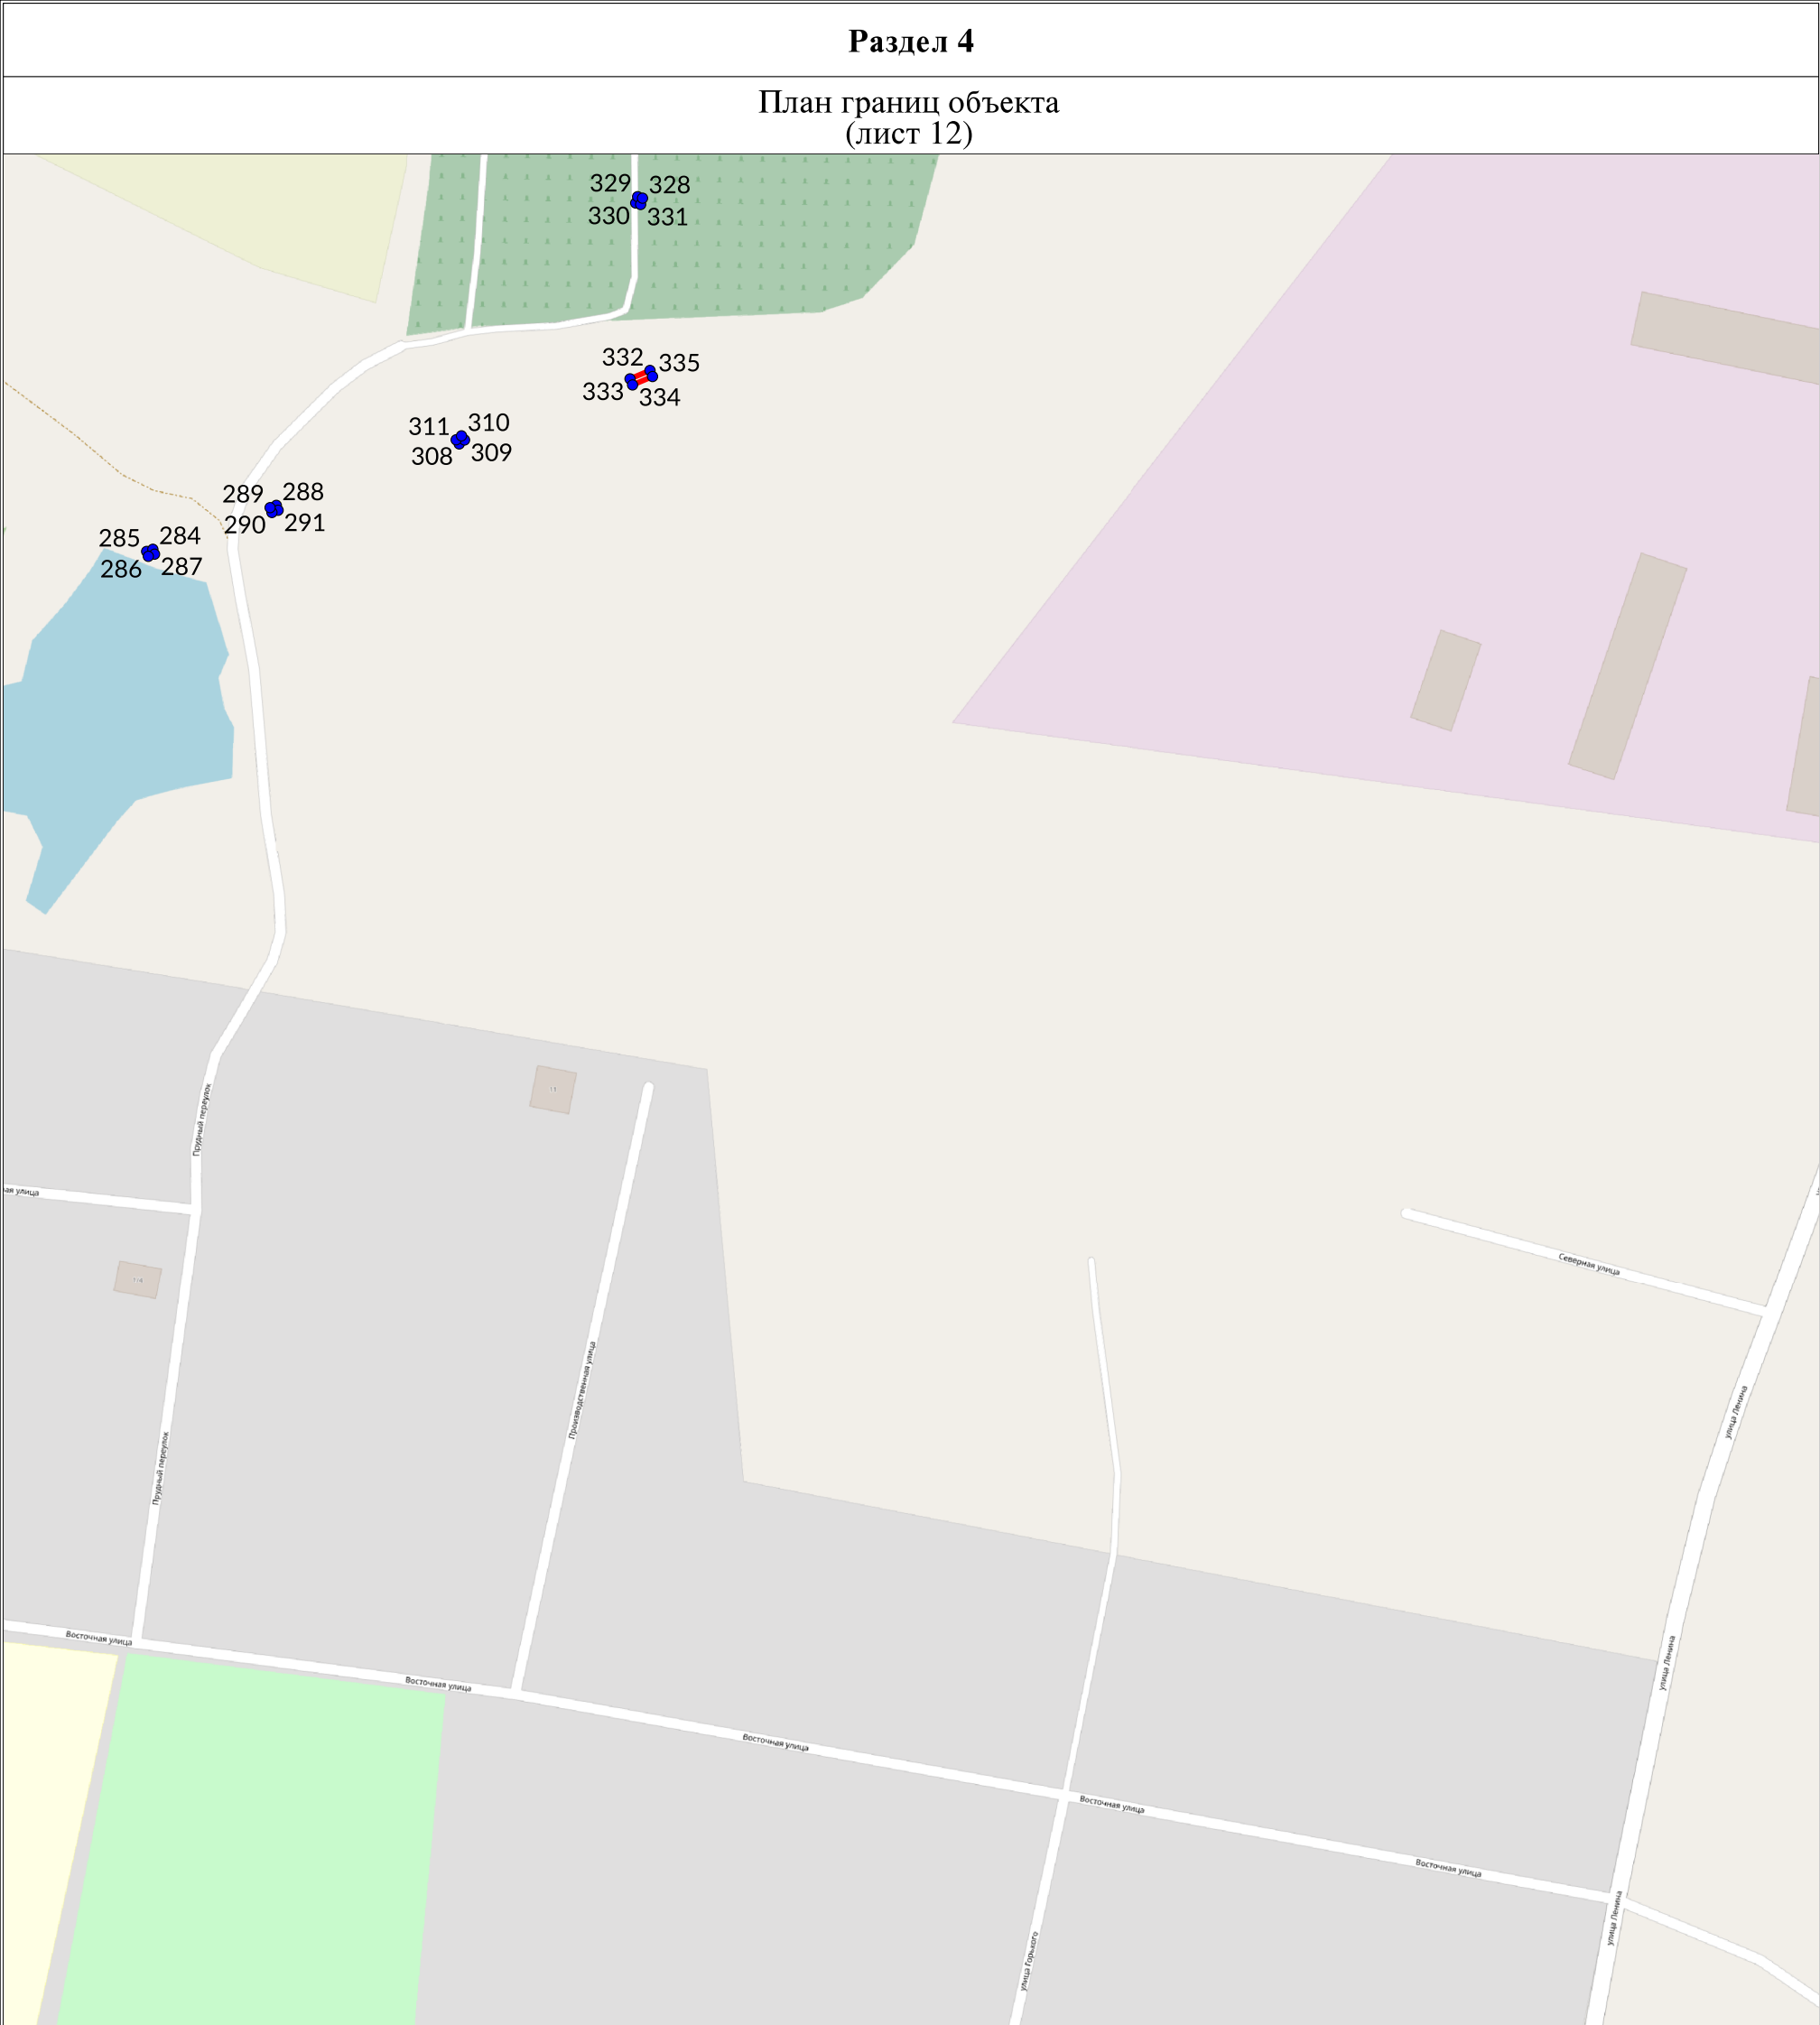 Раздел 4
План границ объекта
(лист 12)
329 328
330 331
332 335
333 334
311 310
308 309
289 288
290 291
285 284
286 287
Прудный переулок
ая улица
Северная улица
Производственная улица
улица Ленина
Прудный переулок
Восточная улица
улица Ленина
Восточная улица
Восточная улица
Восточная улица
Восточная улица
улица Ленина
улица Горького